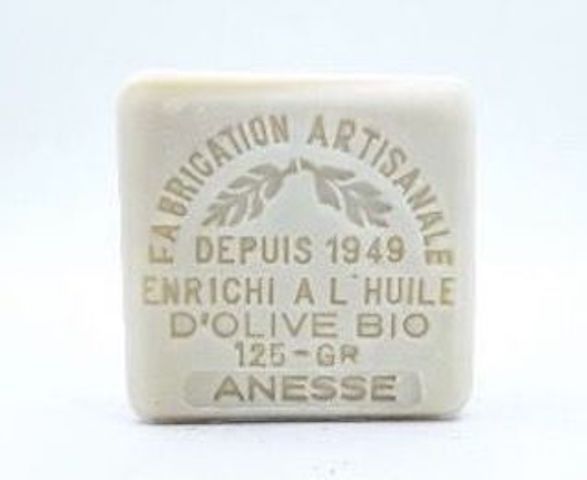 FABRICATION ARTISANALE
DEPUIS 1949
ENRICHI A L'HUILE
D'OLIVE BIO
125-GR
ANESSE